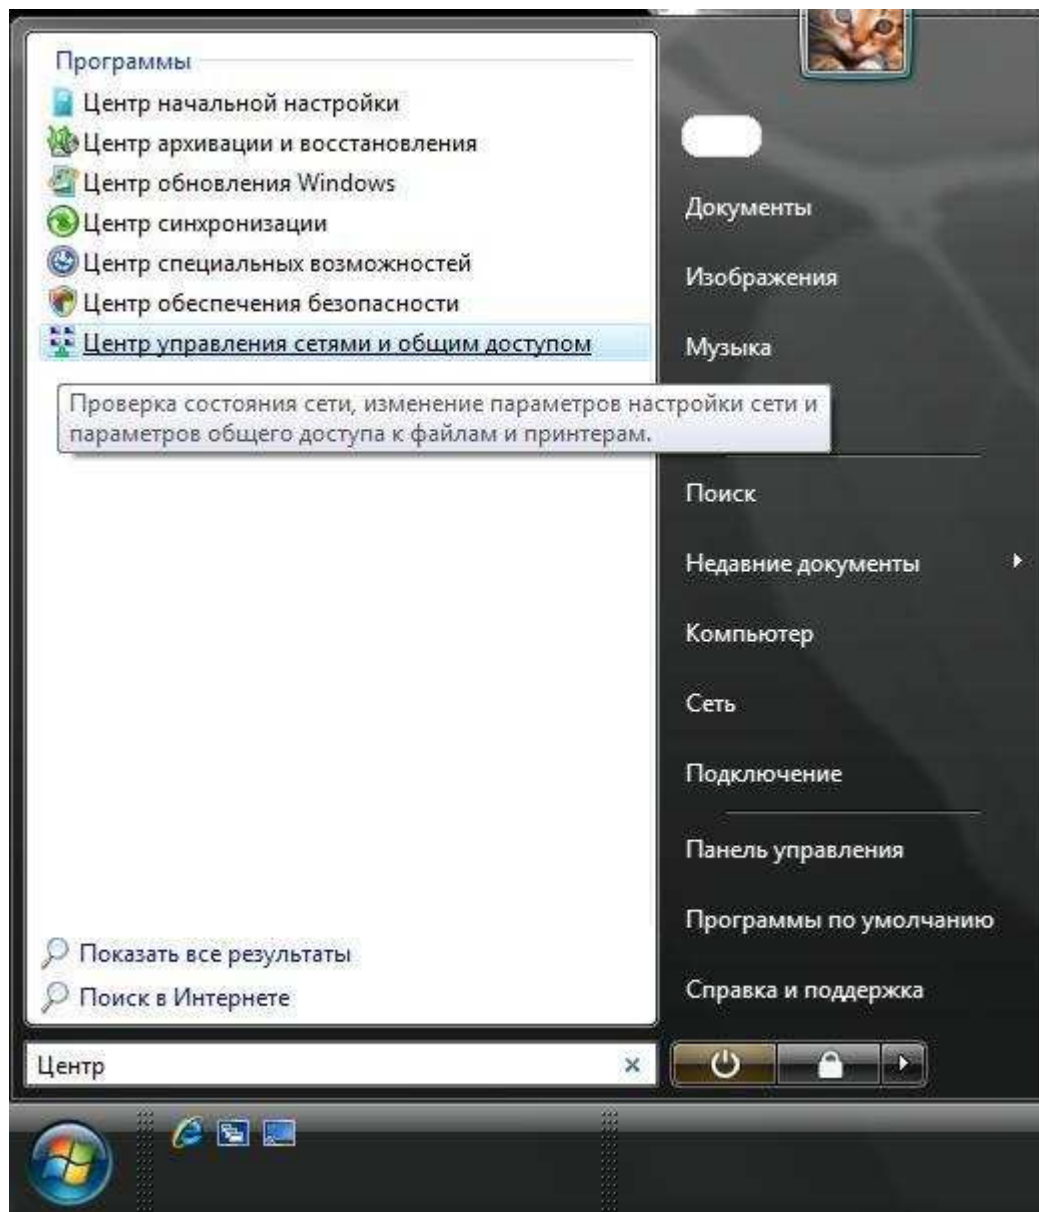 Программы
Центр начальной настройки
Центр архивации и восстановления
Центр обновления Windows
Центр синхронизации
Центр специальных возможностей
Центр обеспечения безопасности
Центр управления сетями и общим доступом
Проверка состояния сети, изменение параметров настройки сети и
параметров общего доступа к файлам и принтерам.
Показать все результаты
Поиск в Интернете
Центр
Документы
Изображения
Музыка
Поиск
Недавние документы
Компьютер
Сеть
Подключение
Панель управления
Программы по умолчанию
Справка и поддержка